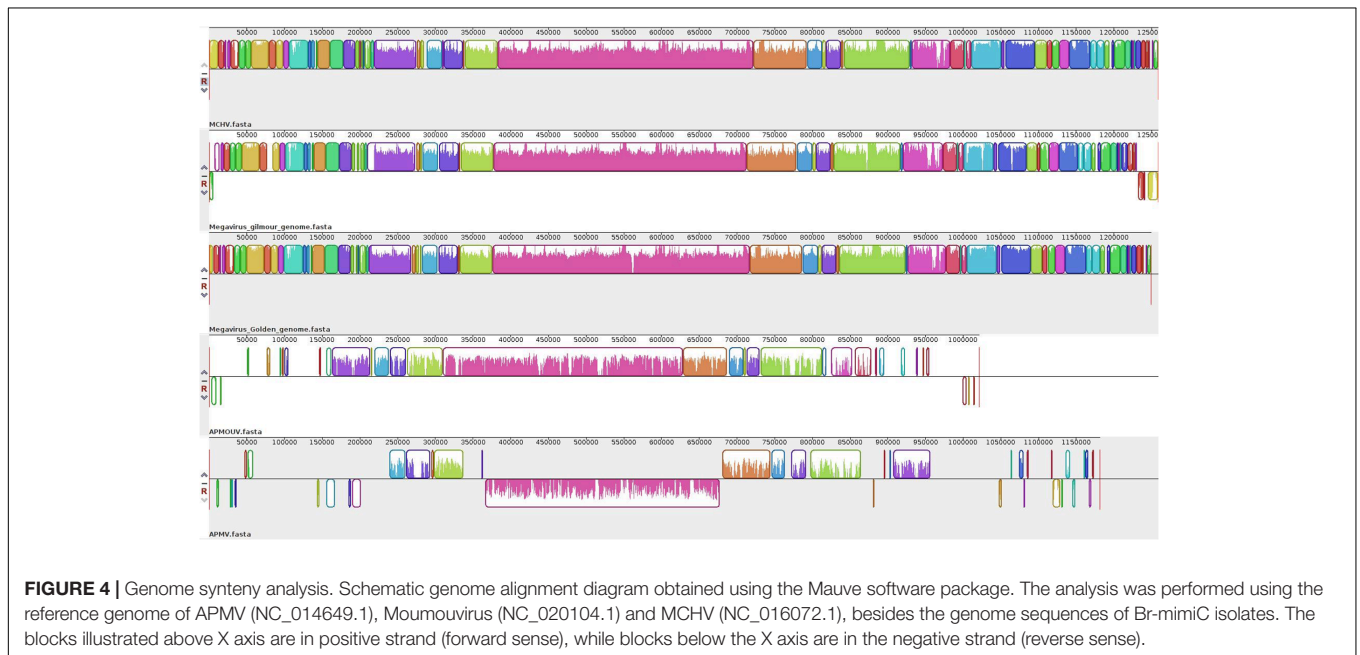 50000 100000 150000 200000 250000 300000 350000 400000 450000 500000 550000 600000 650000 700000 750000 800000 850000 900000 950000 1000000 1050000 1100000 1150000 1200000 12500
R
MCHV.fasta
50000 100000 150000 200000 250000 300000 350000 400000 450000 500000 550000 600000 650000 700000 750000 800000 850000 900000 950000 1000000 1050000 1100000 1150000 1200000 12500
R
Megavirus_gilmour_genome.fasta
50000 100000 150000 200000 250000 300000 350000 400000 450000 500000 550000 600000 650000 700000 750000 800000 850000 900000 950000 1000000 1050000 1100000 1150000 1200000
R
Megavirus_Golden_genome.fasta
50000 100000 150000 200000 250000 300000 350000 400000 450000 500000 550000 600000 650000 700000 750000 800000 850000 900000 950000 1000000
R
APMOUV.fasta
50000 100000 150000 200000 250000 300000 350000 400000 450000 500000 550000 600000 650000 700000 750000 800000 850000 900000 950000 1000000 1050000 1100000 1150000
R
APMV.fasta
FIGURE 4 | Genome synteny analysis. Schematic genome alignment diagram obtained using the Mauve software package. The analysis was performed using the
reference genome of APMV (NC_014649.1), Moumouvirus (NC_020104.1) and MCHV (NC_016072.1), besides the genome sequences of Br-mimiC isolates. The
blocks illustrated above X axis are in positive strand (forward sense), while blocks below the X axis are in the negative strand (reverse sense).